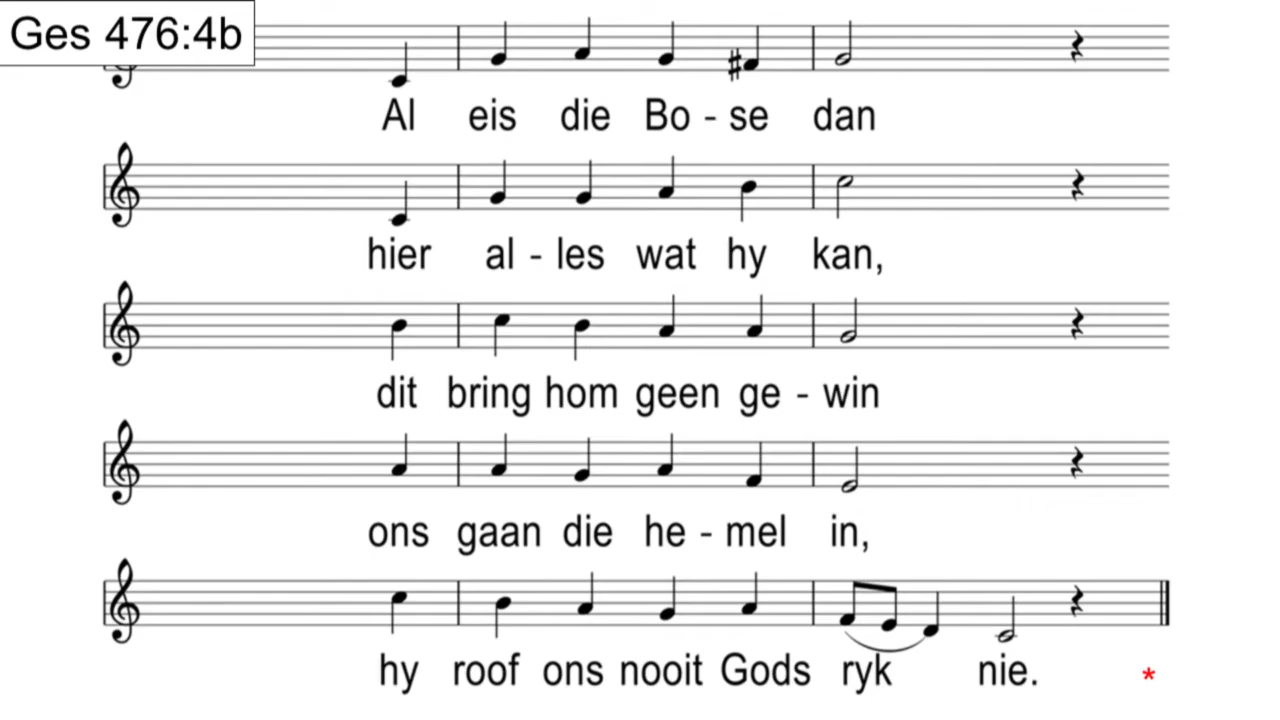 Ges 476:4b
Al eis die Bo - se dan
hier al - les wat hy kan,
dit bring hom geen ge - win
ons gaan die he - mel in,
hy roof ons nooit Gods ryk nie. *